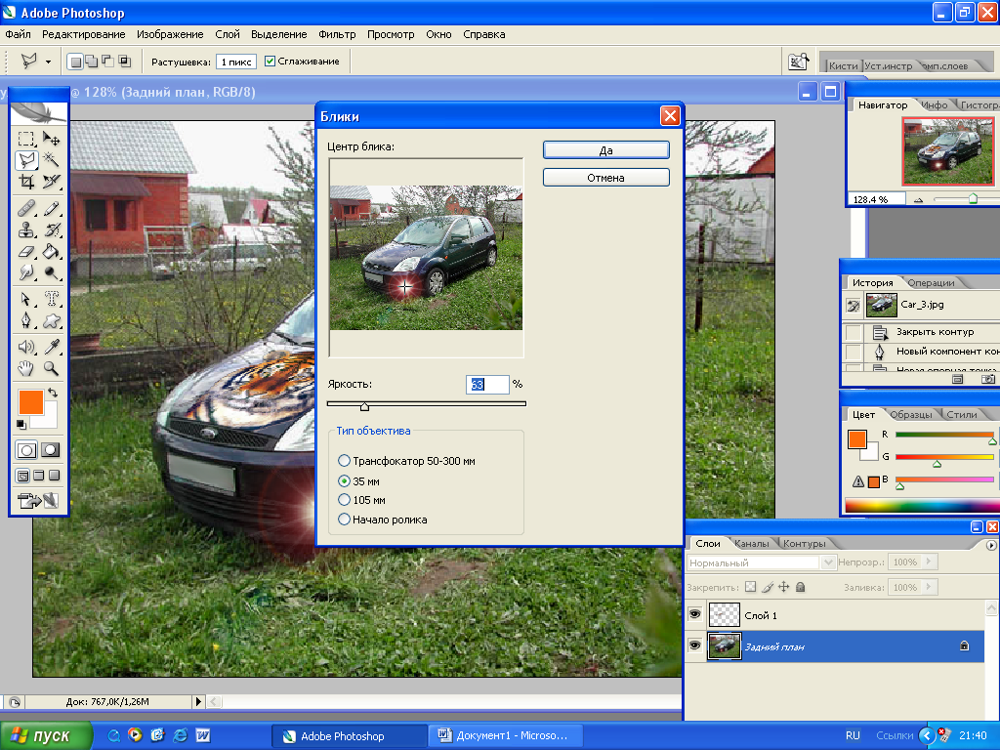 Adobe Photoshop
Файл Редактирование Изображение Слой Выделение Фильтр Просмотр Окно Справка
Растушевка: 1 пикс Сглаживание
Кисти Уст.инстр омп.слоев
@ 128% (Задний план, RGB/8)
Навигатор Инфо Гистогр
128.4 %
Блики
Центр блика:
Да
Отмена
Яркость: 63 %
Тип объектива
Трансфокатор 50-300 мм
35 мм
105 мм
Начало ролика
История Операции
Car_3.jpg
Закрыть контур
Новый компонент кон
Новая опорная точка
Цвет Образцы Стили
R
G
B
Слои Каналы Контуры
Нормальный Непрозр.: 100%
Закрепить: Заливка: 100%
Слой 1
Задний план
Док: 767,0K/1,26M
пуск
Adobe Photoshop
Документ1 - Microso...
RU Ссылки 21:40